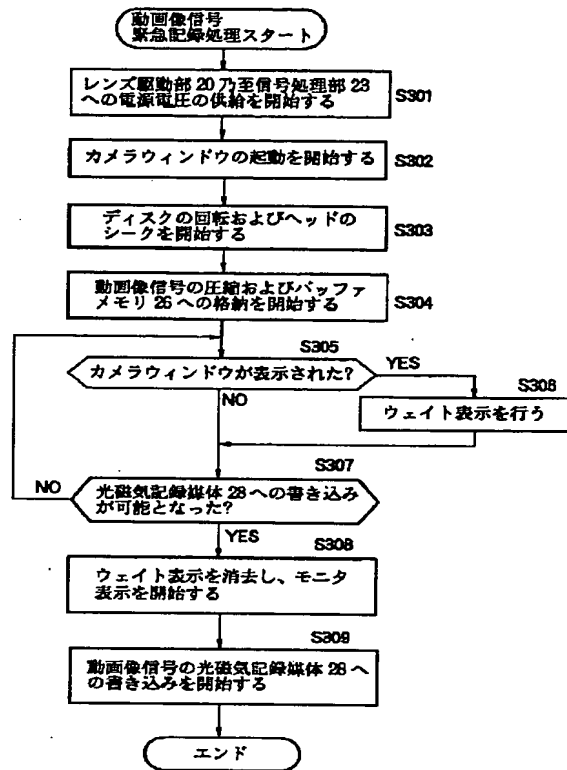 動画像信号
緊急記録処理スタート
レンズ駆動部20乃至信号処理部23
への電源電圧の供給を開始する
S301
カメラウィンドウの起動を開始する
S302
ディスクの回転およびヘッドの
シークを開始する
S303
動画像信号の圧縮およびバッファ
メモリ26への格納を開始する
S304
S305
カメラウィンドウが表示された?
YES
S306
NO
ウェイト表示を行う
S307
NO
光磁気記録媒体28への書き込み
が可能となった?
YES
S308
ウェイト表示を消去し、モニタ
表示を開始する
S309
動画像信号の光磁気記録媒体28へ
の書き込みを開始する
エンド